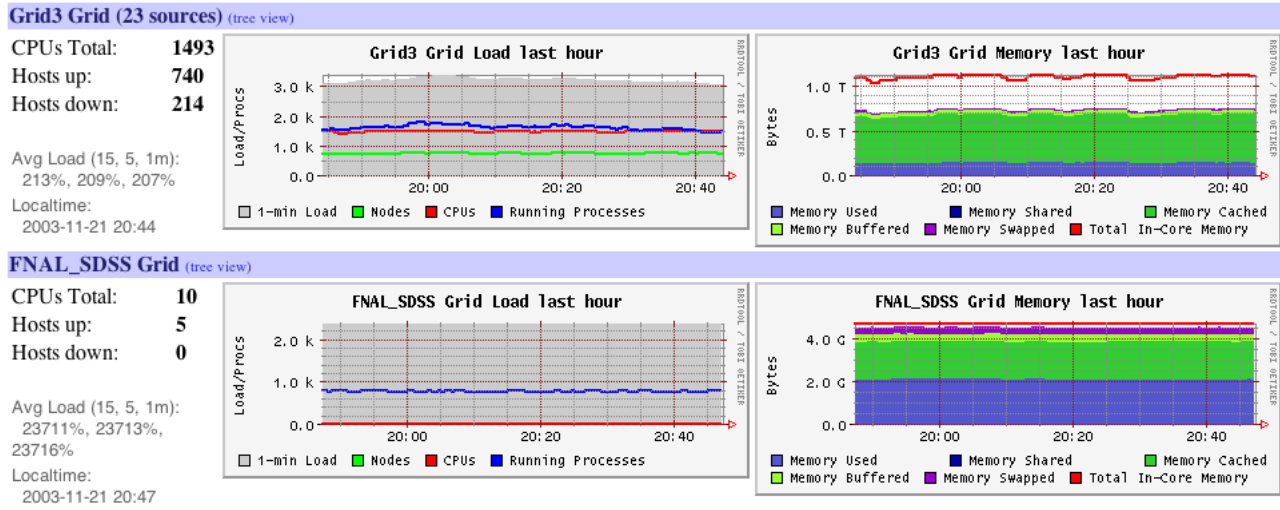 Grid3 Grid (23 sources) (tree view)
CPUs Total: 1493
Hosts up: 740
Hosts down: 214
Avg Load (15, 5, 1m):
213%, 209%, 207%
Localtime:
2003-11-21 20:44
Grid3 Grid Load last hour
Load/Procs
3.0 k
2.0 k
1.0 k
0.0
20:00 20:20 20:40
1-min Load Nodes CPUs Running Processes
RRDTOOL / TOBI OETIKER
Grid3 Grid Memory last hour
Bytes
1.0 T
0.5 T
0.0
20:00 20:20 20:40
Memory Used Memory Shared Memory Cached
Memory Buffered Memory Swapped Total In-Core Memory
RRDTOOL / TOBI OETIKER
FNAL_SDSS Grid (tree view)
CPUs Total: 10
Hosts up: 5
Hosts down: 0
Avg Load (15, 5, 1m):
23711%, 23713%,
23716%
Localtime:
2003-11-21 20:47
FNAL_SDSS Grid Load last hour
Load/Procs
2.0 k
1.0 k
0.0
20:00 20:20 20:40
1-min Load Nodes CPUs Running Processes
RRDTOOL / TOBI OETIKER
FNAL_SDSS Grid Memory last hour
Bytes
4.0 G
2.0 G
0.0
20:00 20:20 20:40
Memory Used Memory Shared Memory Cached
Memory Buffered Memory Swapped Total In-Core Memory
RRDTOOL / TOBI OETIKER